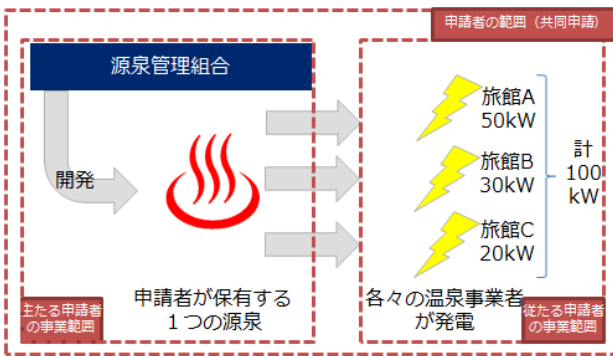 申請者の範囲（共同申請）
源泉管理組合
開発
旅館A
50kW
旅館B
30kW
旅館C
20kW
計
100
kW
主たる申請者
の事業範囲
申請者が保有する
１つの源泉
各々の温泉事業者
が発電
従たる申請者
の事業範囲